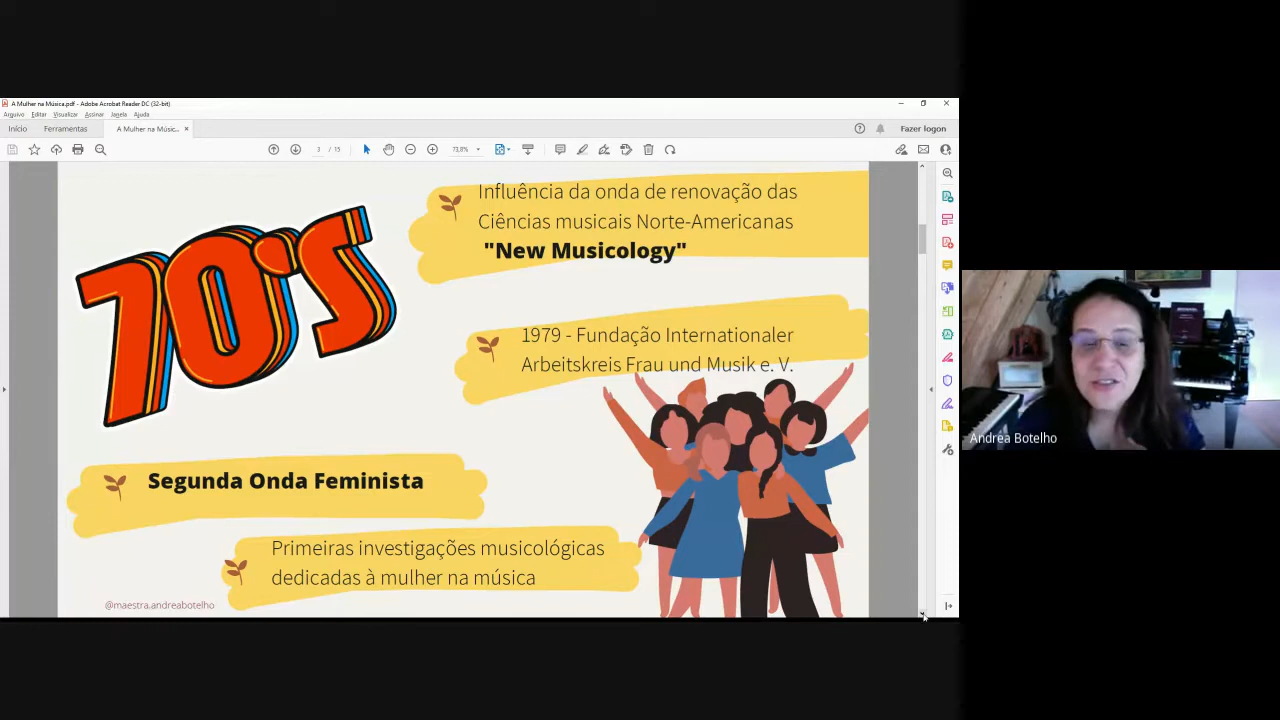 A Mulher na Música.pdf - Adobe Acrobat Reader DC (32-bit)
Arquivo Editar Visualizar Assinar Janela Ajuda
Início Ferramentas A Mulher na Músic... × Fazer logon
3 / 15 73,8%
70's
Influência da onda de renovação das
Ciências musicais Norte-Americanas
"New Musicology"
1979 - Fundação Internationaler
Arbeitskreis Frau und Musik e. V.
Segunda Onda Feminista
Primeiras investigações musicológicas
dedicadas à mulher na música
@maestra.andreabotelho
Andrea Botelho